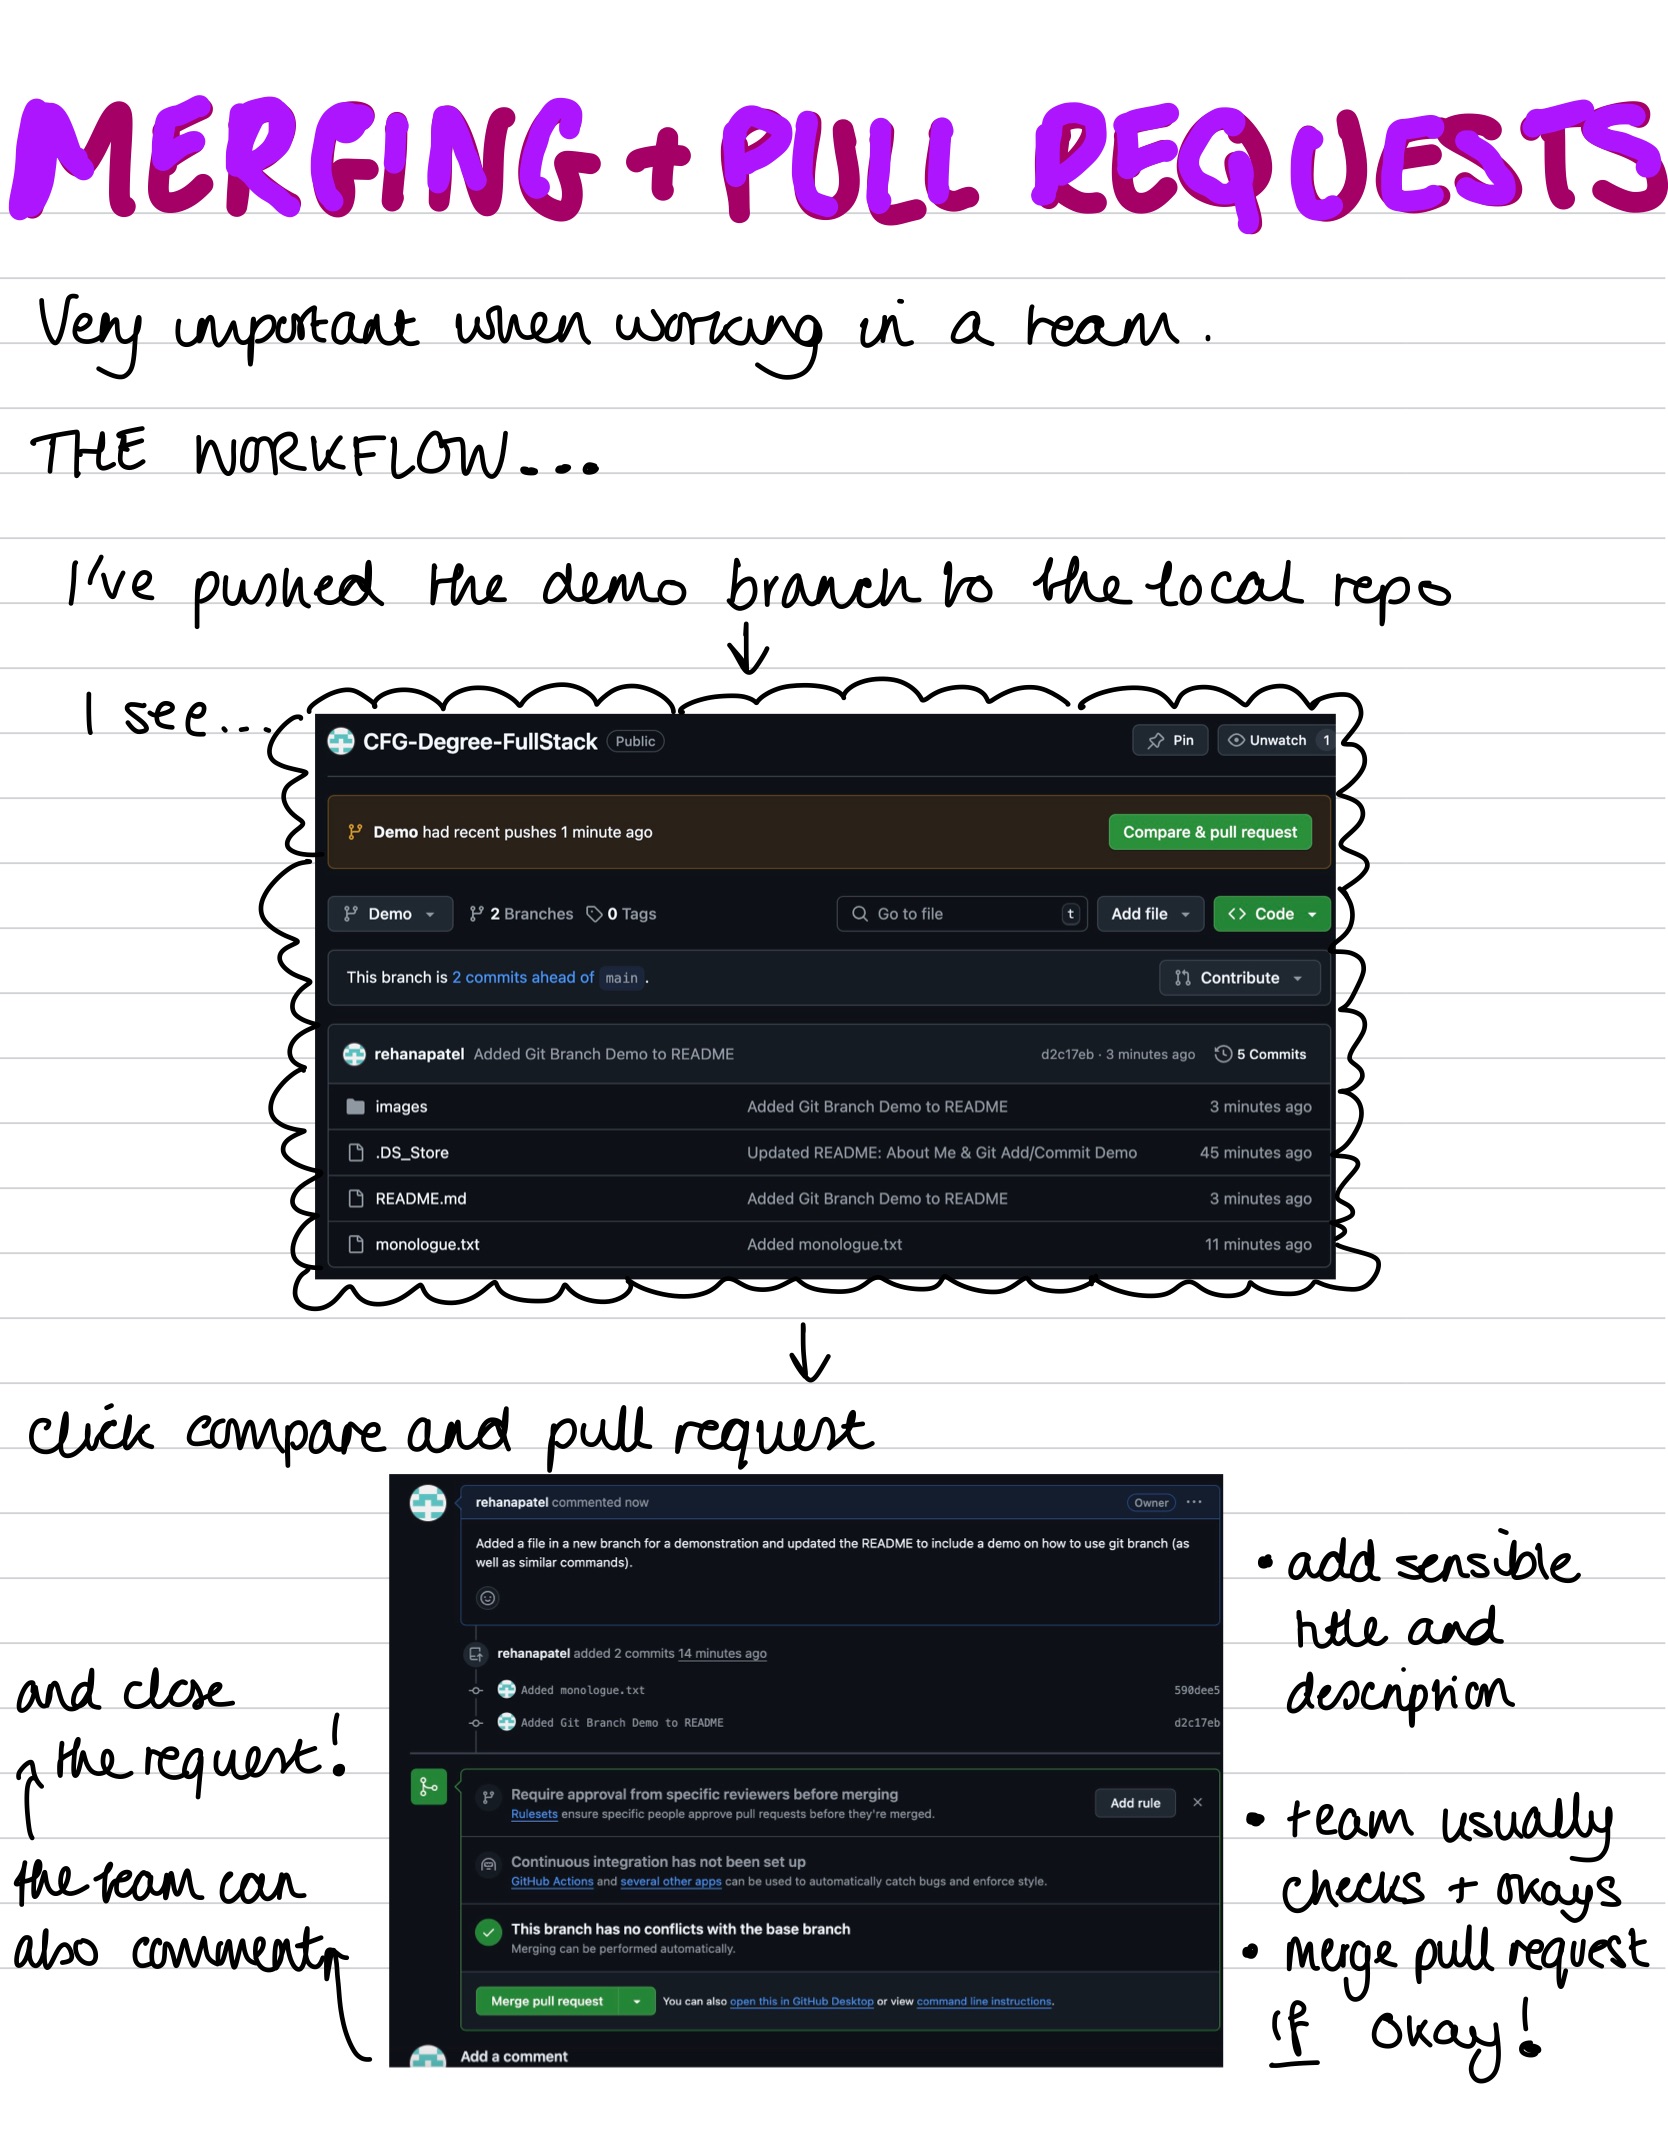 MERGING + PULL REQUESTS
Very important when working in a team.
THE WORKFLOW....
I've pushed the demo branch to the local repo
I see...
CFG-Degree-FullStack Public Pin Unwatch 1
Demo had recent pushes 1 minute ago Compare & pull request
Demo 2 Branches 0 Tags Go to file t Add file Code
This branch is 2 commits ahead of main.
Contribute
rehanapatel Added Git Branch Demo to README d2c17eb · 3 minutes ago 5 Commits
images Added Git Branch Demo to README 3 minutes ago
.DS_Store Updated README: About Me & Git Add/Commit Demo 45 minutes ago
README.md Added Git Branch Demo to README 3 minutes ago
monologue.txt Added monologue.txt 11 minutes ago
click compare and pull request
rehanapatel commented now Owner ...
Added a file in a new branch for a demonstration and updated the README to include a demo on how to use git branch (as
well as similar commands).
rehanapatel added 2 commits 14 minutes ago
Added monologue.txt 590dee5
Added Git Branch Demo to README d2c17eb
Require approval from specific reviewers before merging
Rulesets ensure specific people approve pull requests before they're merged.
Add rule
Continuous integration has not been set up
GitHub Actions and several other apps can be used to automatically catch bugs and enforce style.
This branch has no conflicts with the base branch
Merging can be performed automatically.
Merge pull request You can also open this in GitHub Desktop or view command line instructions.
Add a comment
• add sensible
title and
description
• team usually
checks + okays
• merge pull request
if okay!
the team can
also comment
and close
the request!